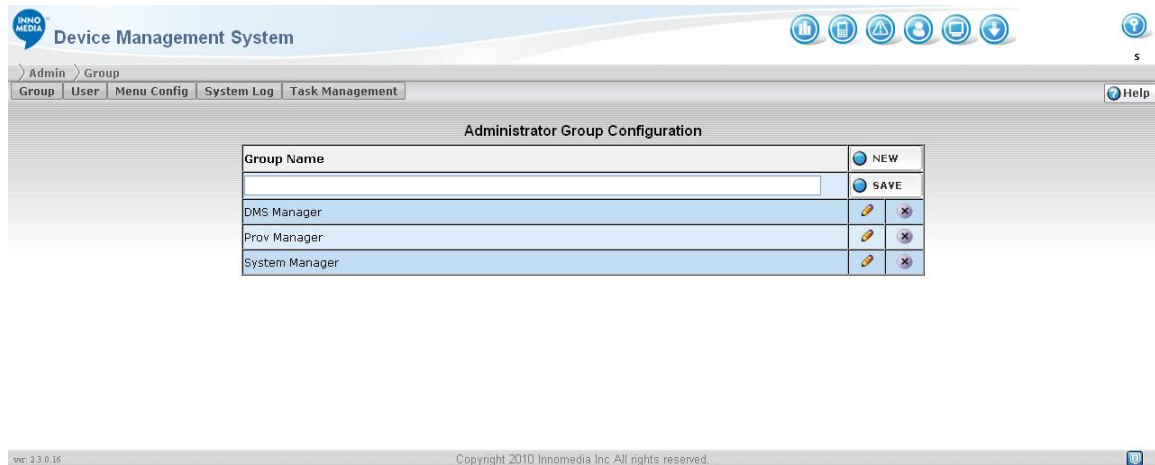 INNO
MEDIA
Device Management System
s
Admin Group
Group User Menu Config System Log Task Management Help
Administrator Group Configuration
Group Name NEW
SAVE
DMS Manager
Prov Manager
System Manager
ver: 2.3.0.16 Copyright 2010 Innomedia Inc All rights reserved.